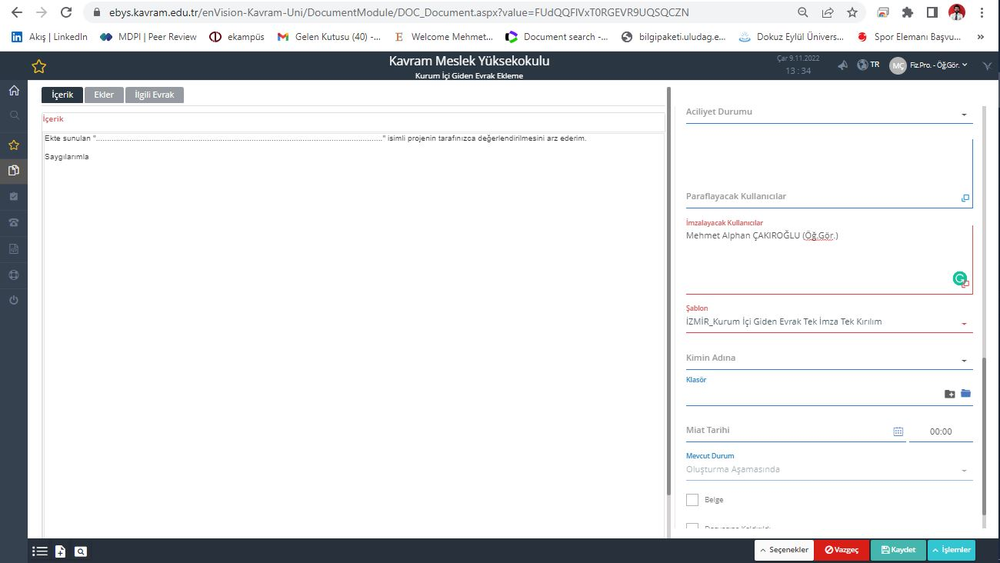 ebys.kavram.edu.tr/enVision-Kavram-Uni/DocumentModule/DOC_Document.aspx?value=FUdQQFlVxT0RGEVR9UQSQCZN
Akış | LinkedIn
MDPI | Peer Review
ekampüs
Gelen Kutusu (40) -...
Welcome Mehmet...
Document search -...
bilgipaketi.uludag.e...
Dokuz Eylül Ünivers...
Spor Elemanı Başvu...
»
Kavram Meslek Yüksekokulu
Kurum İçi Giden Evrak Ekleme
Çar 9.11.2022
13 : 34
TR
MÇ
Fiz.Pro. - Öğ.Gör.
İçerik
Ekler
İlgili Evrak
İçerik
Ekte sunulan "..............................................................................................................................." isimli projenin tarafınızca değerlendirilmesini arz ederim.
Saygılarımla
Aciliyet Durumu
Paraflayacak Kullanıcılar
İmzalayacak Kullanıcılar
Mehmet Alphan ÇAKIROĞLU (Öğ.Gör.)
Şablon
İZMİR_Kurum İçi Giden Evrak Tek İmza Tek Kırılım
Kimin Adına
Klasör
Miat Tarihi
00:00
Mevcut Durum
Oluşturma Aşamasında
Belge
Seçenekler
Vazgeç
Kaydet
İşlemler